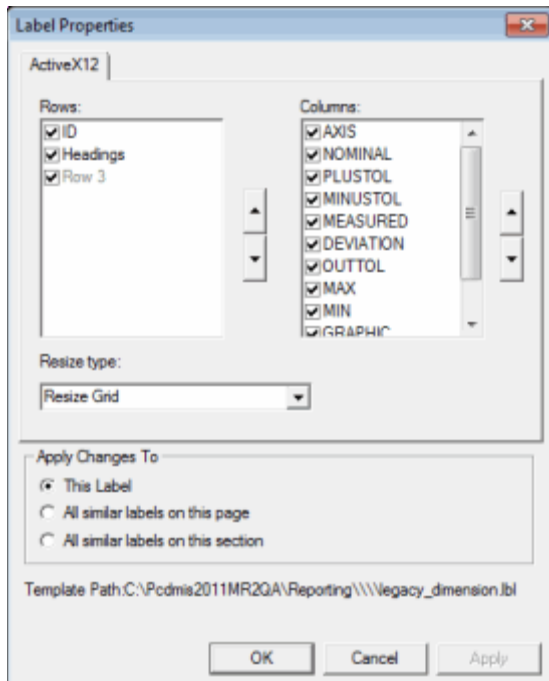 Label Properties
ActiveX12
Rows:
ID
Headings
Row 3
Columns:
AXIS
NOMINAL
PLUSTOL
MINUSTOL
MEASURED
DEVIATION
OUTTOL
MAX
MIN
GRAPHIC
Resize type:
Resize Grid
Apply Changes To
This Label
All similar labels on this page
All similar labels on this section
Template Path:C:\Pcdmis2011MR2QA\Reporting\\\\legacy_dimension.lbl
OK Cancel Apply